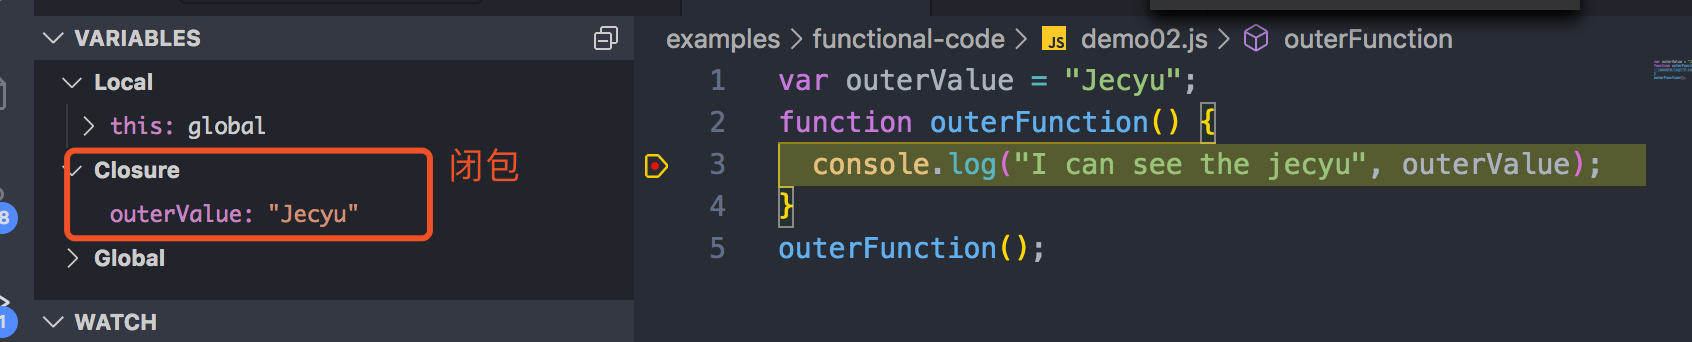 VARIABLES
Local
this: global
Closure
闭包
outerValue: "Jecyu"
Global
WATCH
8
1
examples > functional-code > JS demo02.js > outerFunction
1 var outerValue = "Jecyu";
2 function outerFunction() {
3 console.log("I can see the jecyu", outerValue);
4 }
5 outerFunction();